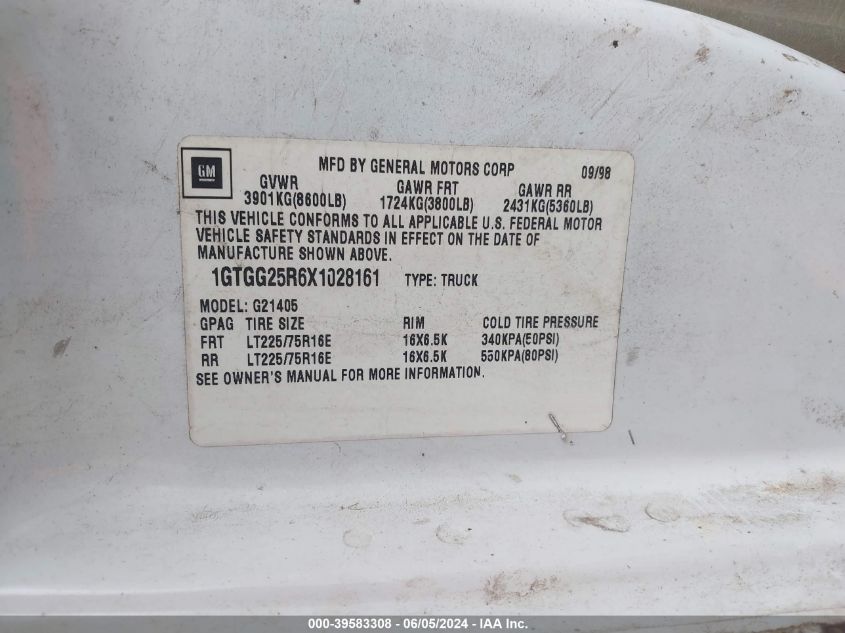 GM
MFD BY GENERAL MOTORS CORP 09/98
GVWR GAWR FRT GAWR RR
3901KG(8600LB) 1724KG(3800LB) 2431KG(5360LB)
THIS VEHICLE CONFORMS TO ALL APPLICABLE U.S. FEDERAL MOTOR
VEHICLE SAFETY STANDARDS IN EFFECT ON THE DATE OF
MANUFACTURE SHOWN ABOVE.
1GTGG25R6X1028161 TYPE: TRUCK
MODEL: G21405
GPAG TIRE SIZE RIM COLD TIRE PRESSURE
FRT LT225/75R16E 16X6.5K 340KPA(50PSI)
RR LT225/75R16E 16X6.5K 550KPA(80PSI)
SEE OWNER'S MANUAL FOR MORE INFORMATION.
000-39583308 - 06/05/2024 - IAA Inc.